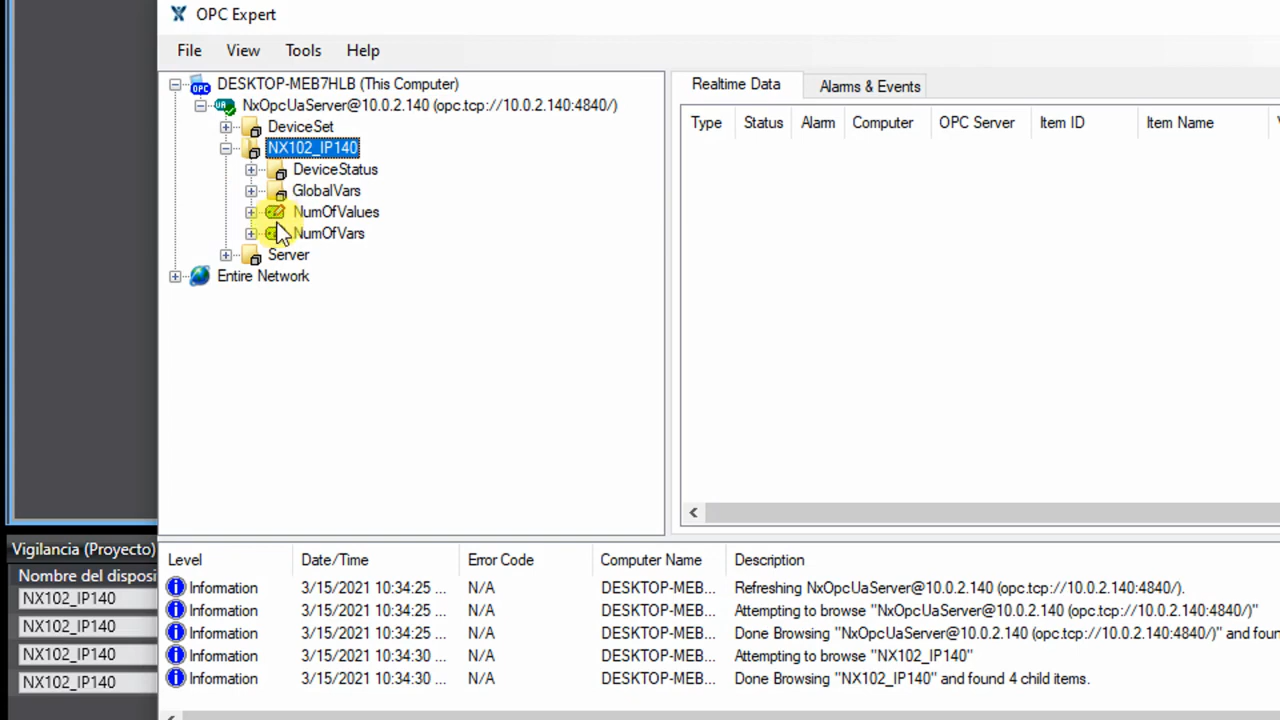 OPC Expert
File View Tools Help
DESKTOP-MEB7HLB (This Computer)
NxOpcUaServer@10.0.2.140 (opc.tcp://10.0.2.140:4840/)
DeviceSet
NX102_IP140
DeviceStatus
GlobalVars
NumOfValues
NumOfVars
Server
Entire Network
Realtime Data Alarms & Events
Type Status Alarm Computer OPC Server Item ID Item Name
Vigilancia (Proyecto)
Nombre del disposi
NX102_IP140
NX102_IP140
NX102_IP140
NX102_IP140
Level Date/Time Error Code Computer Name Description
Information 3/15/2021 10:34:25 ... N/A DESKTOP-MEB... Refreshing NxOpcUaServer@10.0.2.140 (opc.tcp://10.0.2.140:4840/).
Information 3/15/2021 10:34:25 ... N/A DESKTOP-MEB... Attempting to browse "NxOpcUaServer@10.0.2.140 (opc.tcp://10.0.2.140:4840/)"
Information 3/15/2021 10:34:25 ... N/A DESKTOP-MEB... Done Browsing "NxOpcUaServer@10.0.2.140 (opc.tcp://10.0.2.140:4840/)" and foun
Information 3/15/2021 10:34:30 ... N/A DESKTOP-MEB... Attempting to browse "NX102_IP140"
Information 3/15/2021 10:34:30 ... N/A DESKTOP-MEB... Done Browsing "NX102_IP140" and found 4 child items.